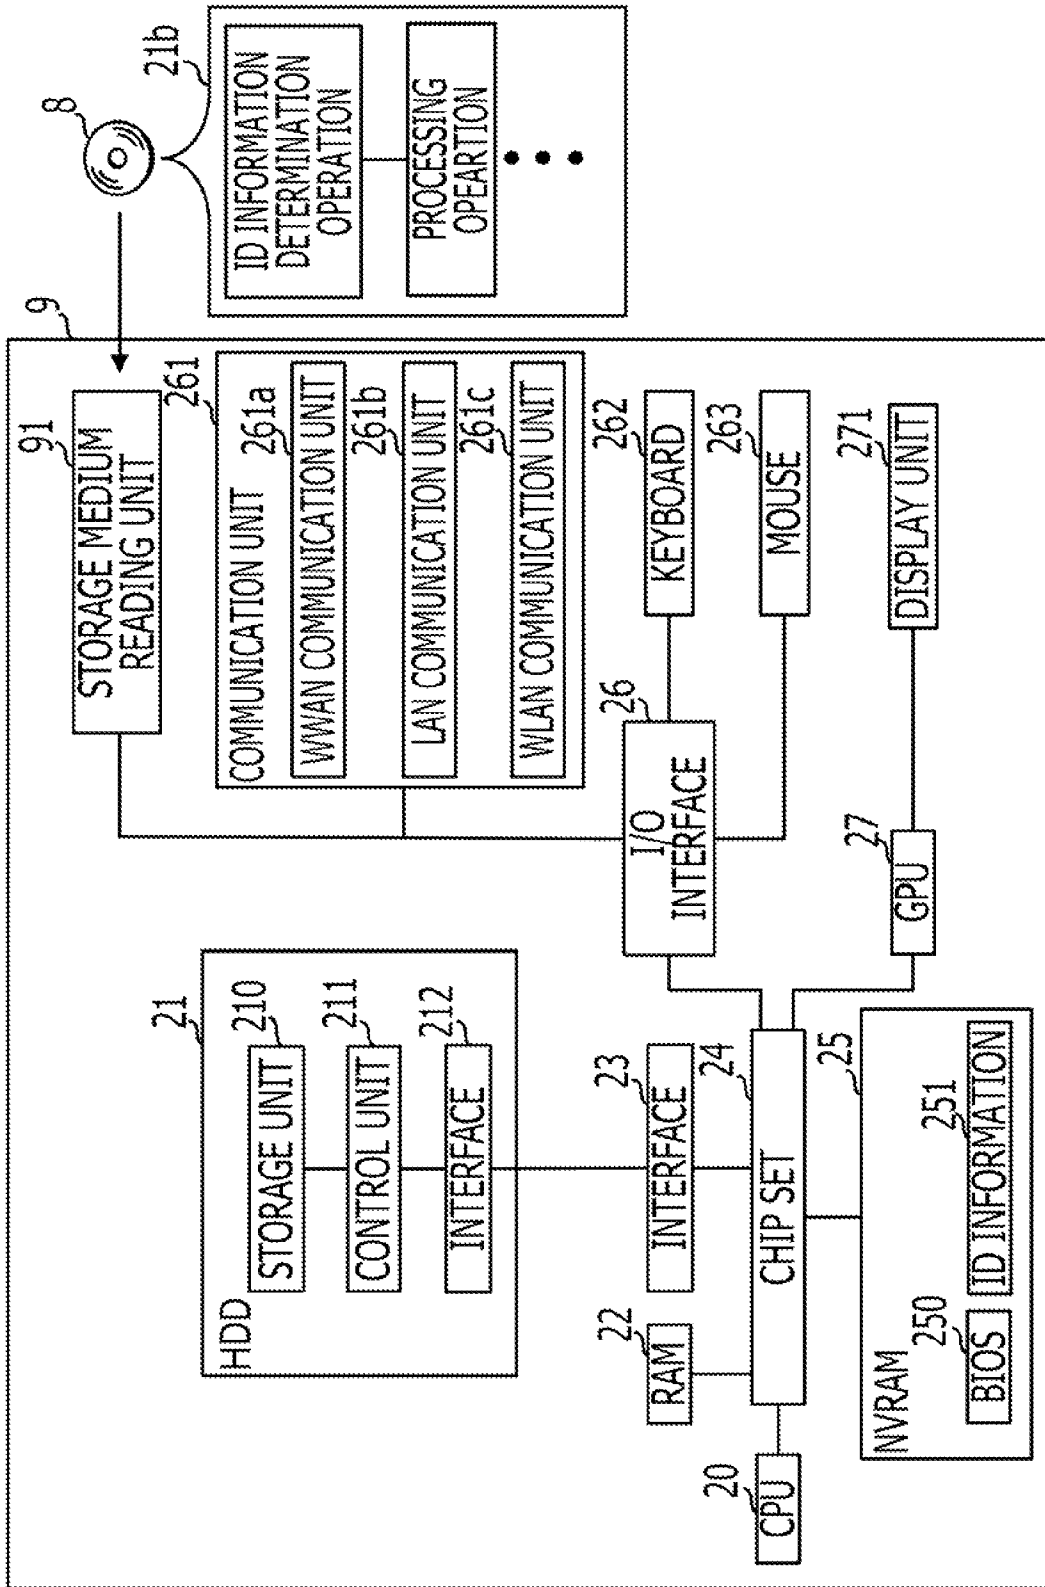 9
8
21b
ID INFORMATION
DETERMINATION
OPERATION
PROCESSING
OPEARTION
91
STORAGE MEDIUM
READING UNIT
261
COMMUNICATION UNIT
261a
WWAN COMMUNICATION UNIT
261b
LAN COMMUNICATION UNIT
261c
WLAN COMMUNICATION UNIT
21
HDD
210
STORAGE UNIT
211
CONTROL UNIT
212
INTERFACE
26
I/O
INTERFACE
262
KEYBOARD
263
MOUSE
22
RAM
23
INTERFACE
20
CPU
24
CHIP SET
27
GPU
271
DISPLAY UNIT
25
NVRAM
250
BIOS
251
ID INFORMATION